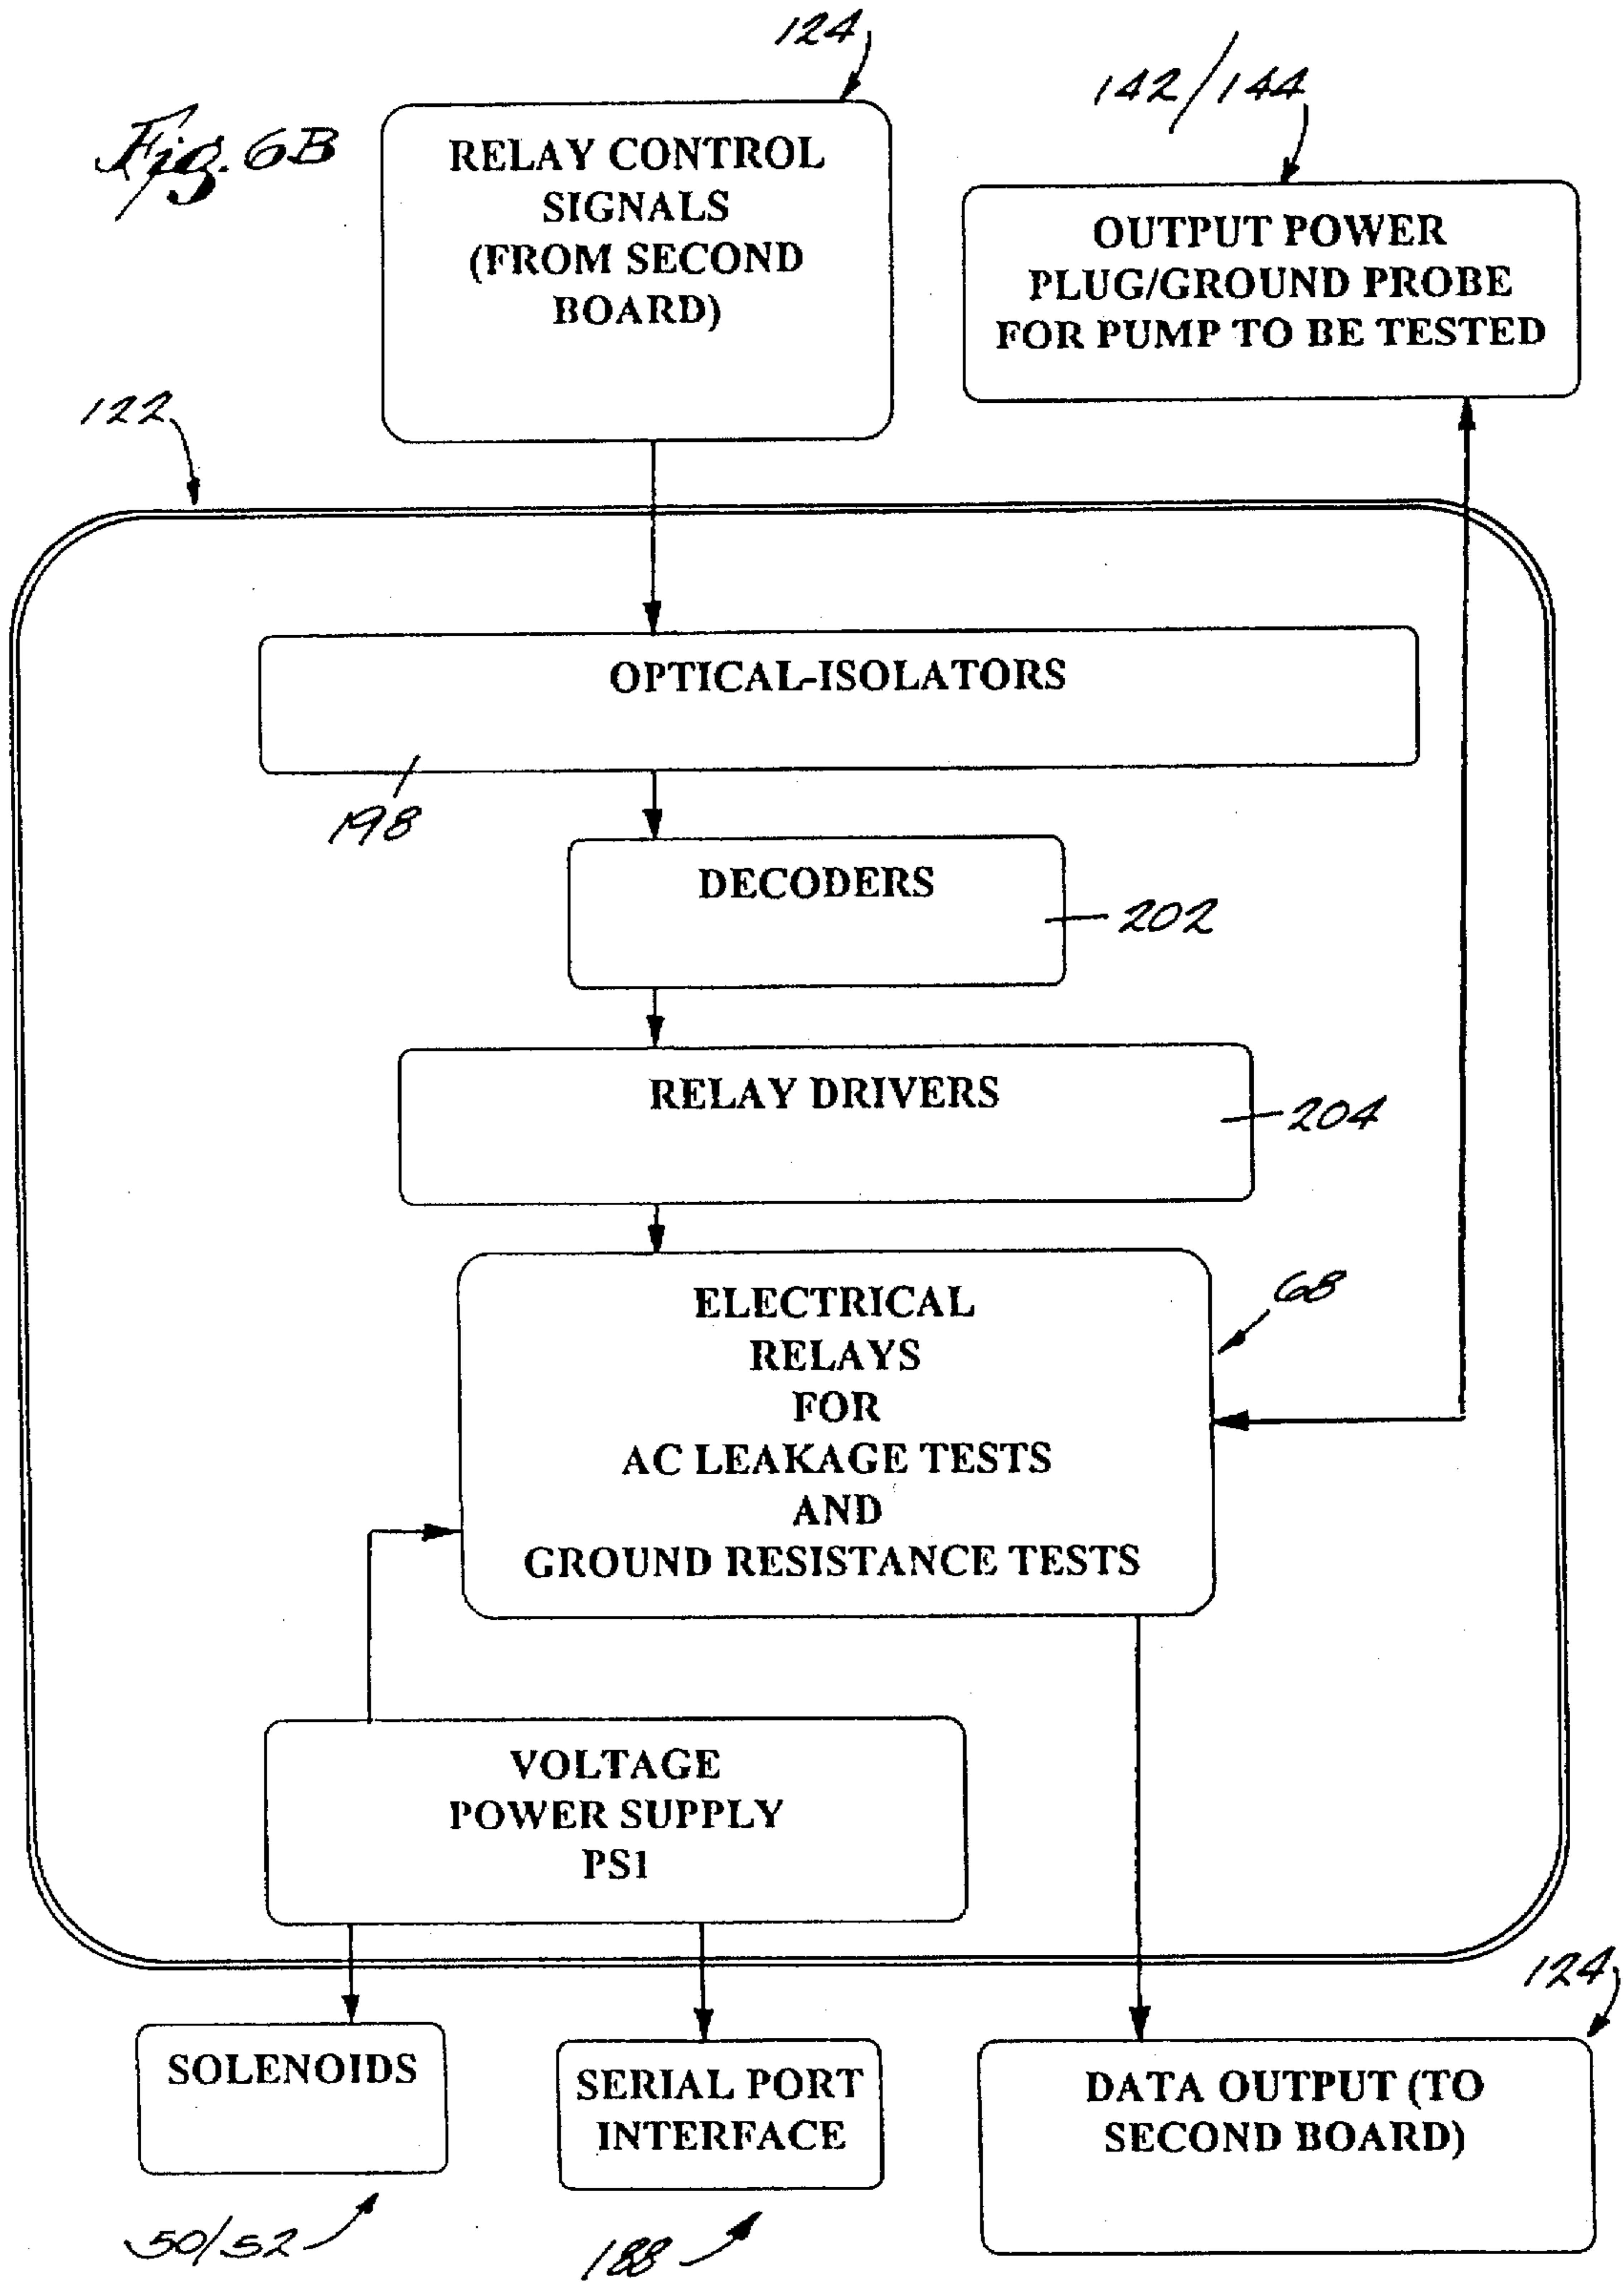 Fig. 6B
124
RELAY CONTROL
SIGNALS
(FROM SECOND
BOARD)
142/144
OUTPUT POWER
PLUG/GROUND PROBE
FOR PUMP TO BE TESTED
122
OPTICAL-ISOLATORS
198
DECODERS
202
RELAY DRIVERS
204
ELECTRICAL
RELAYS
FOR
AC LEAKAGE TESTS
AND
GROUND RESISTANCE TESTS
68
VOLTAGE
POWER SUPPLY
PS1
SOLENOIDS
50/52
SERIAL PORT
INTERFACE
188
124
DATA OUTPUT (TO
SECOND BOARD)